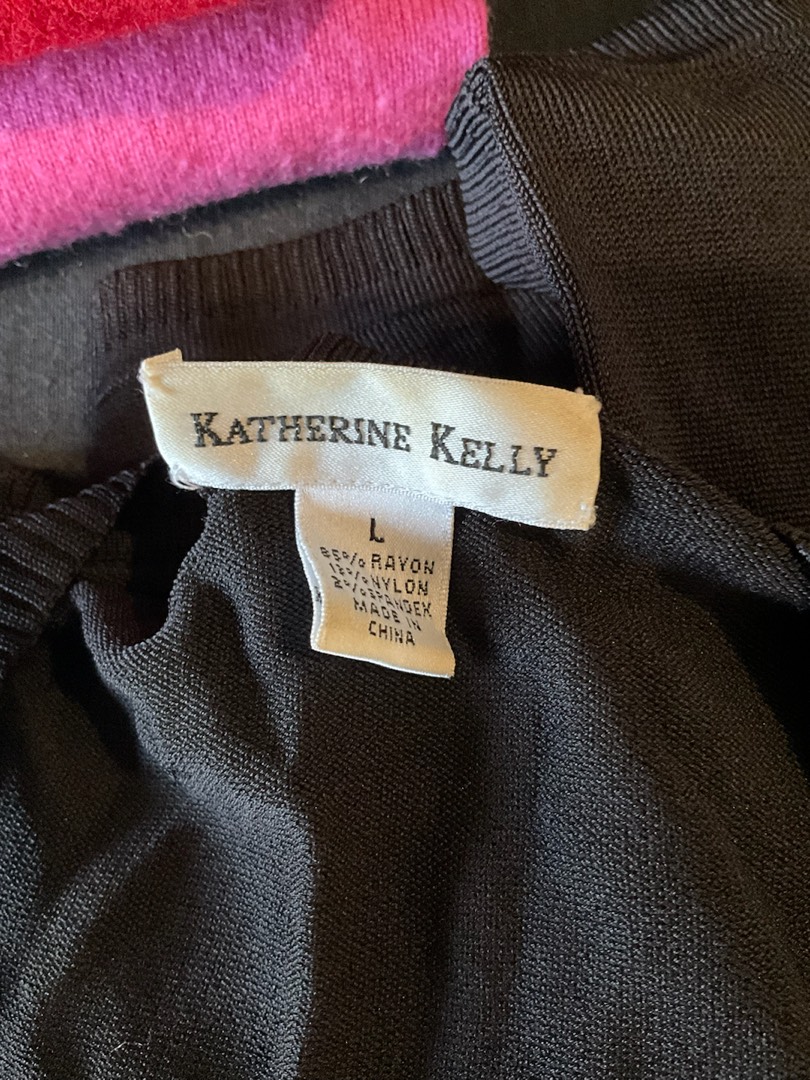 KATHERINE KELLY
L
85% RAYON
13% NYLON
2% SPANDEX
MADE IN
CHINA